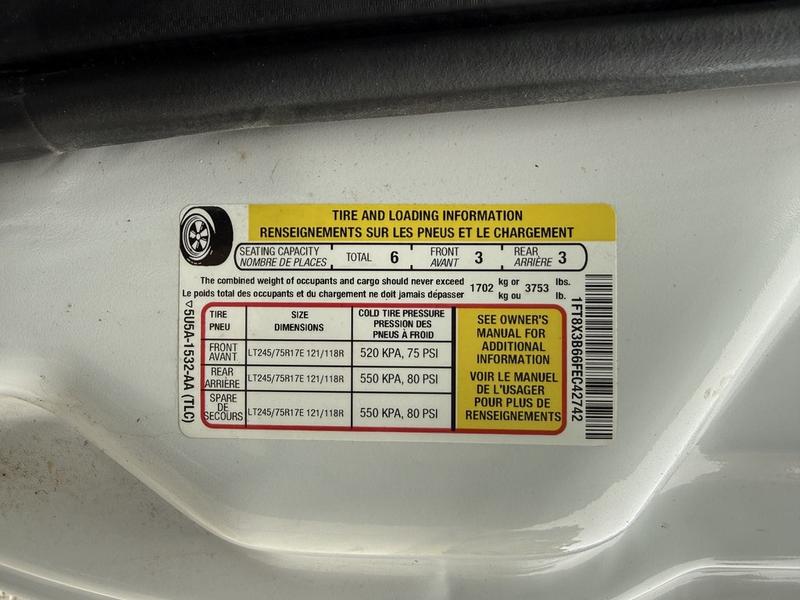 TIRE AND LOADING INFORMATION
RENSEIGNEMENTS SUR LES PNEUS ET LE CHARGEMENT
SEATING CAPACITY
NOMBRE DE PLACES
TOTAL 6
FRONT
AVANT
3
REAR
ARRIÈRE
3
The combined weight of occupants and cargo should never exceed
Le poids total des occupants et du chargement ne doit jamais dépasser
1702
kg or
kg ou
3753
lbs.
lb.
TIRE
PNEU
SIZE
DIMENSIONS
COLD TIRE PRESSURE
PRESSION DES
PNEUS À FROID
FRONT
AVANT
LT245/75R17E 121/118R
520 KPA, 75 PSI
REAR
ARRIÈRE
LT245/75R17E 121/118R
550 KPA, 80 PSI
SPARE
DE
SECOURS
LT245/75R17E 121/118R
550 KPA, 80 PSI
SEE OWNER'S
MANUAL FOR
ADDITIONAL
INFORMATION
VOIR LE MANUEL
DE L'USAGER
POUR PLUS DE
RENSEIGNEMENTS
5U5A-1532-AA (TLC)
1FT8X3B66FEC42742